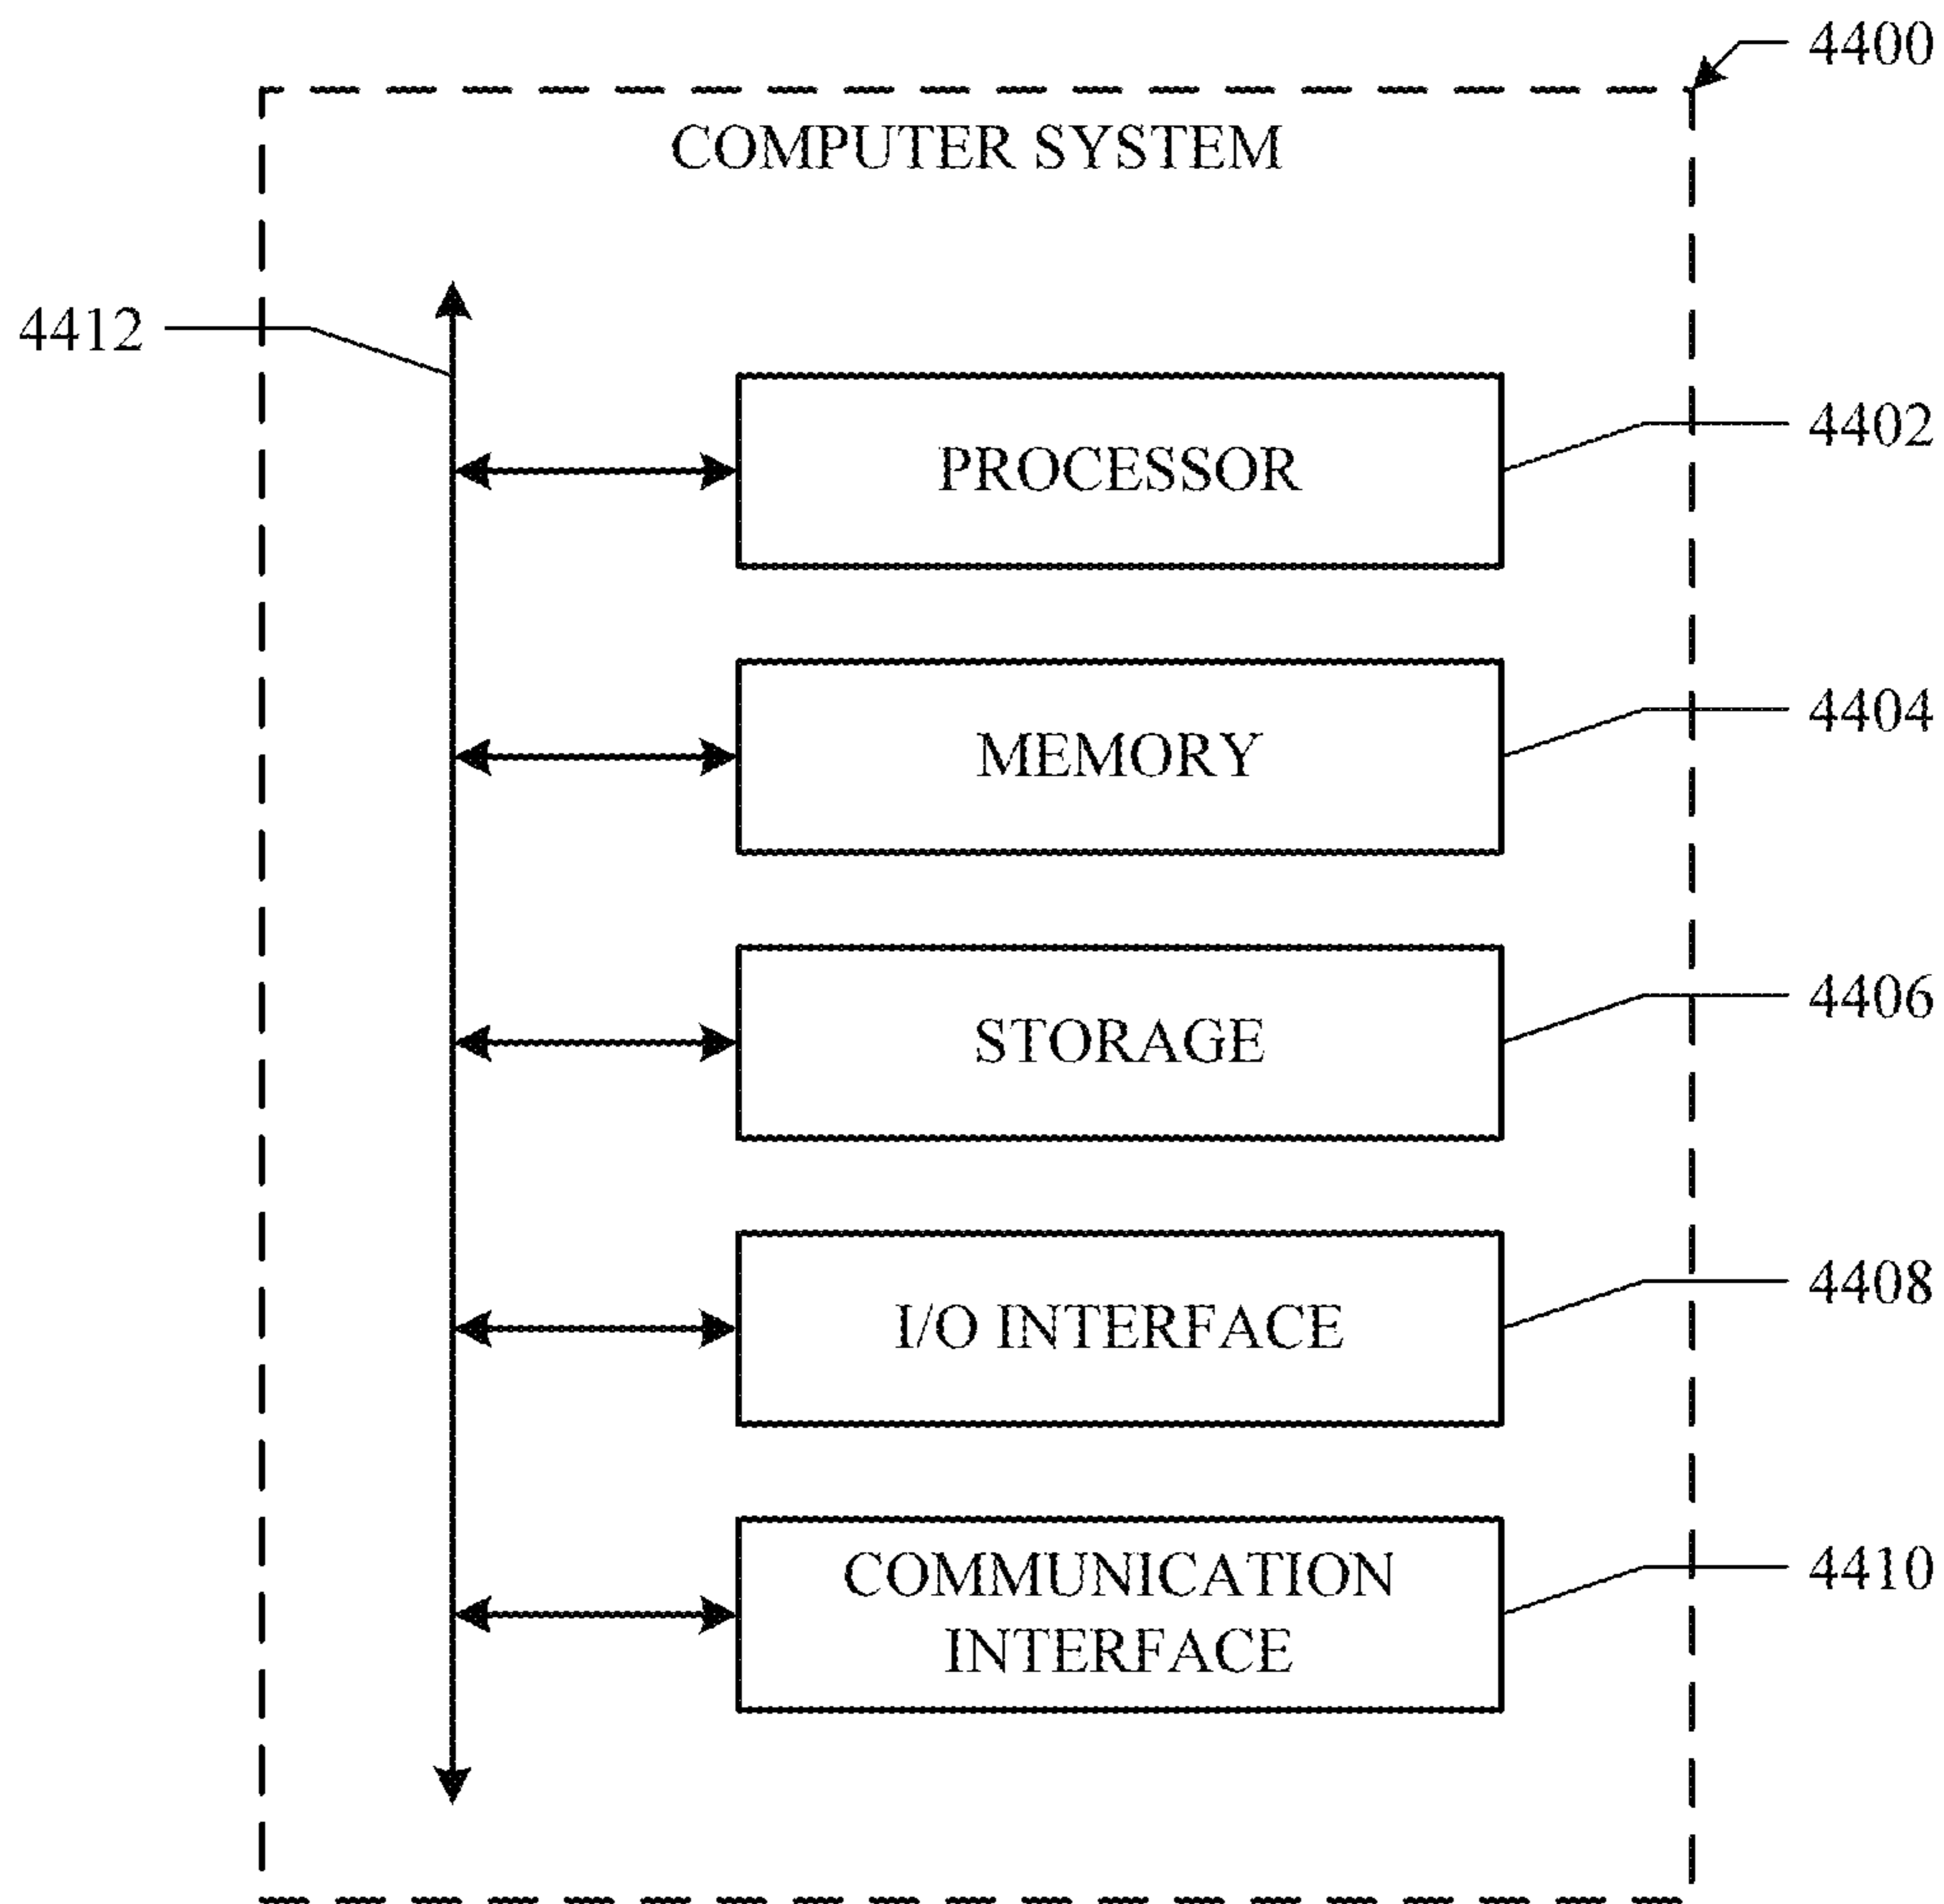 4400
COMPUTER SYSTEM
4412
4402
PROCESSOR
4404
MEMORY
4406
STORAGE
4408
I/O INTERFACE
4410
COMMUNICATION
INTERFACE